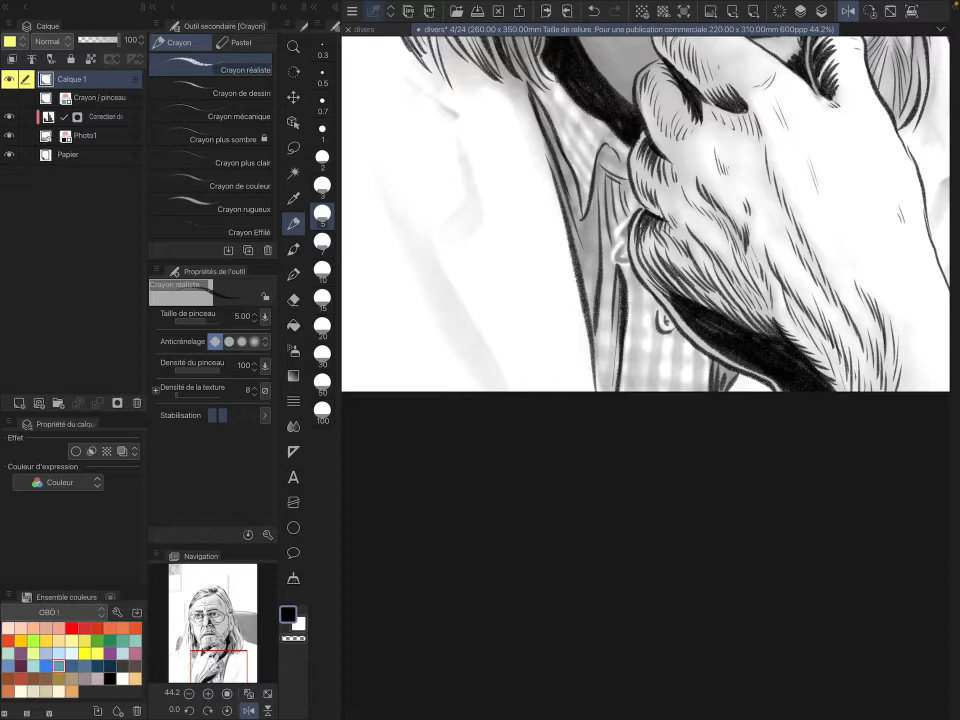 Calque
Normal 100
Calque 1
Crayon / pinceau
Correction du
Photo1
Papier
Propriété du calqu
Effet
Couleur d'expression
Couleur
Ensemble couleurs
OBÖ !
Outil secondaire [Crayon]
Crayon Pastel
Crayon réaliste
Crayon de dessin
Crayon mécanique
Crayon plus sombre
Crayon plus clair
Crayon de couleur
Crayon rugueux
Crayon Effilé
Propriétés de l'outil
Crayon réaliste
Taille de pinceau 5.00
Anticrénelage
Densité du pinceau 100
Densité de la texture 8
Stabilisation
Navigation
44.2
0.0
0.3
0.5
0.7
1
2
3
5
7
10
15
20
30
50
100
divers
divers* 4/24 (260.00 x 350.00mm Taille de reliure Pour une publication commerciale 220.00 x 310.00mm 600ppp 44.2%)